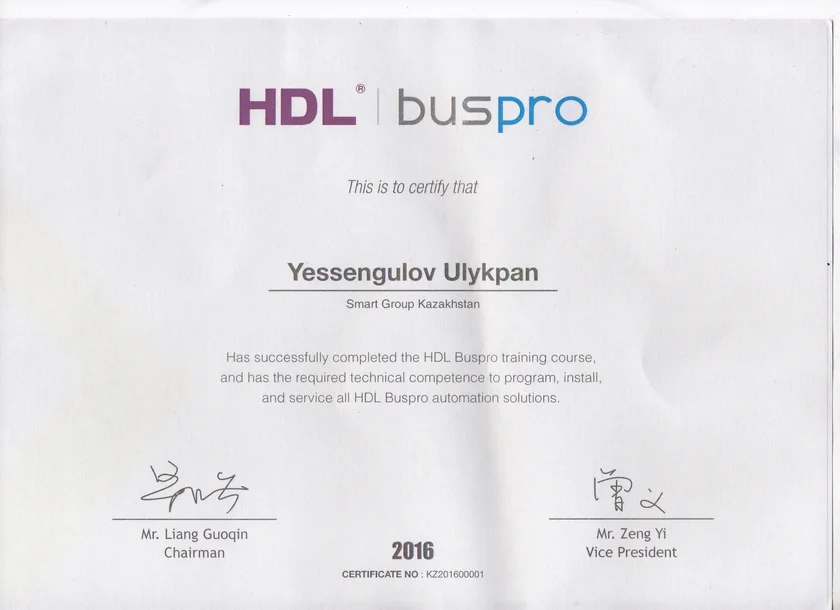 HDL® | buspro
This is to certify that
Yessengulov Ulykpan
Smart Group Kazakhstan
Has successfully completed the HDL Buspro training course,
and has the required technical competence to program, install,
and service all HDL Buspro automation solutions.
Mr. Liang Guoqin
Chairman
曾义
Mr. Zeng Yi
Vice President
2016
CERTIFICATE NO : KZ201600001